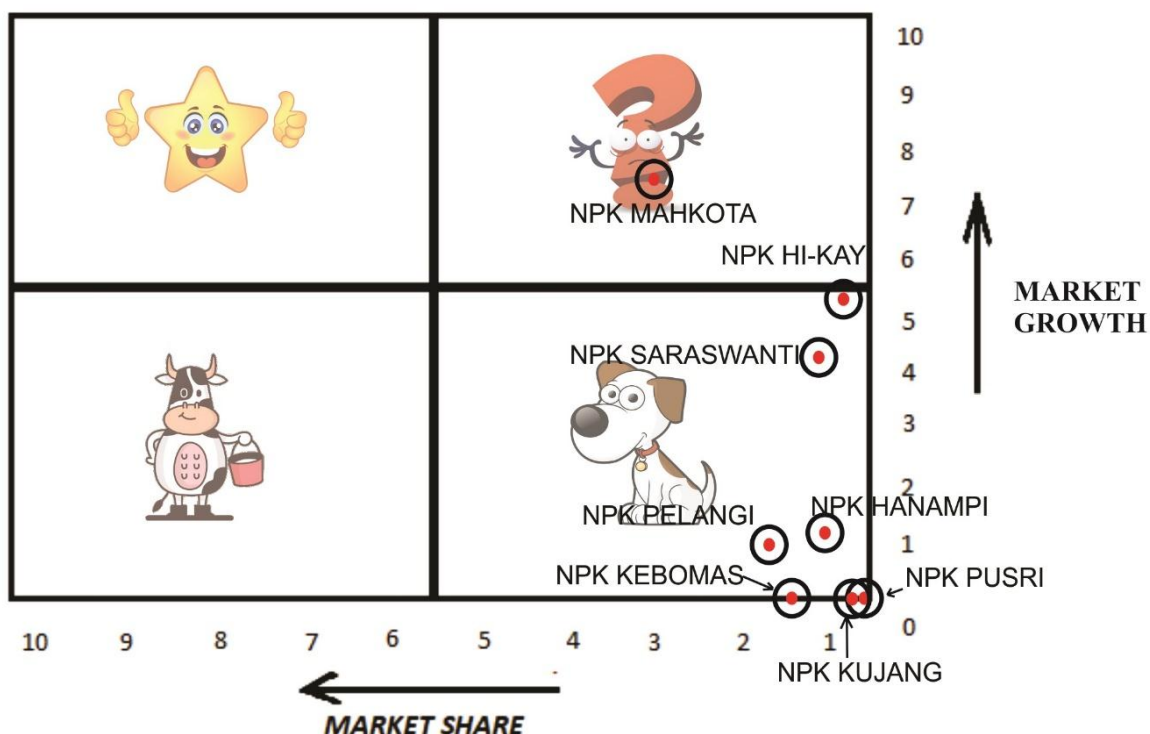 10
9
8
7
NPK MAHKOTA
NPK HI-KAY
6
MARKET
GROWTH
5
NPK SARASWANTI
4
3
2
NPK PELANGI
NPK HANAMPI
1
NPK KEBOMAS
NPK PUSRI
0
10 9 8 7 6 5 4 3 2 1
NPK KUJANG
MARKET SHARE